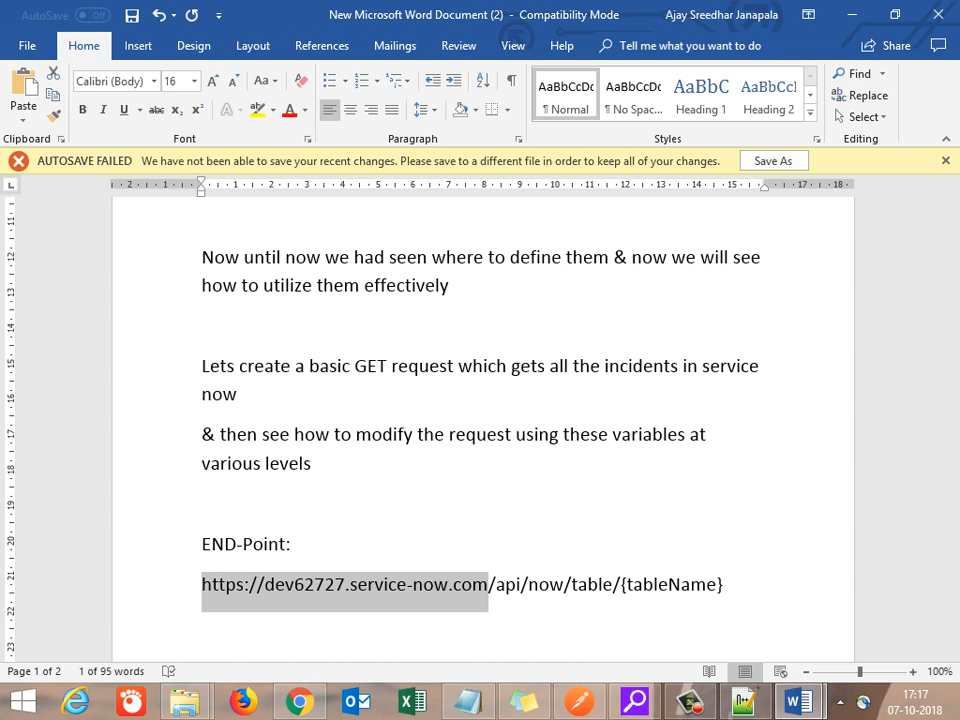 AutoSave Off
New Microsoft Word Document (2) - Compatibility Mode
Ajay Sreedhar Janapala
File Home Insert Design Layout References Mailings Review View Help Tell me what you want to do Share
Paste
Calibri (Body) 16
Find
Replace
Select
AaBbCcDc AaBbCcDc AaBbC AaBbCcI
¶ Normal ¶ No Spac... Heading 1 Heading 2
Clipboard Font Paragraph Styles Editing
AUTOSAVE FAILED We have not been able to save your recent changes. Please save to a different file in order to keep all of your changes. Save As
Now until now we had seen where to define them & now we will see
how to utilize them effectively
Lets create a basic GET request which gets all the incidents in service
now
& then see how to modify the request using these variables at
various levels
END-Point:
https://dev62727.service-now.com/api/now/table/{tableName}
Page 1 of 2 1 of 95 words 100%
17:17
07-10-2018